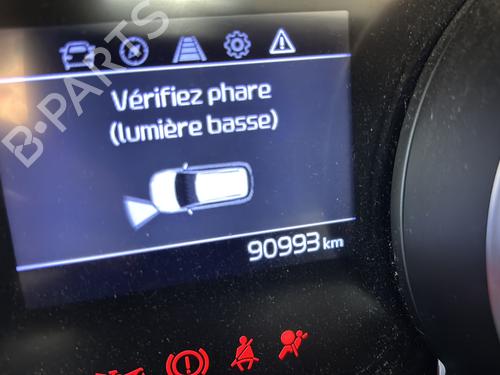 Vérifiez phare
(lumière basse)
90993 km
B-PARTS